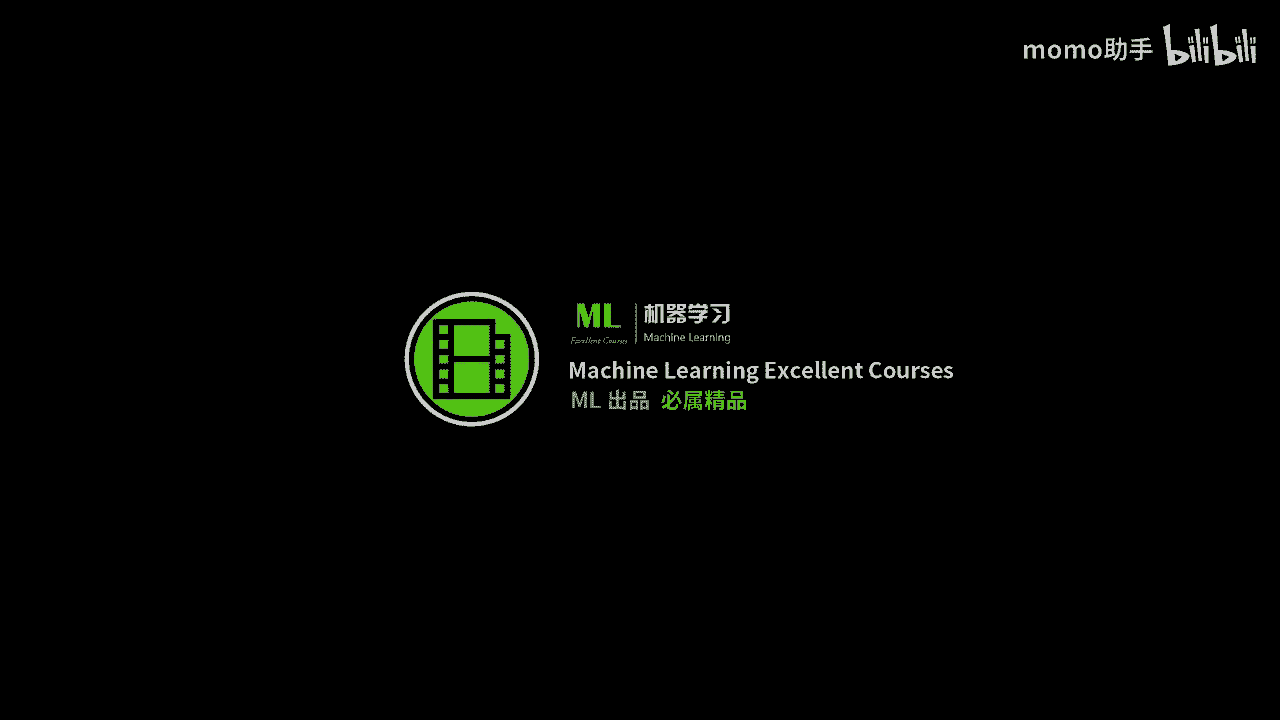 momo助手 bilibili
ML 机器学习
Excellent Courses Machine Learning
Machine Learning Excellent Courses
ML 出品 必属精品